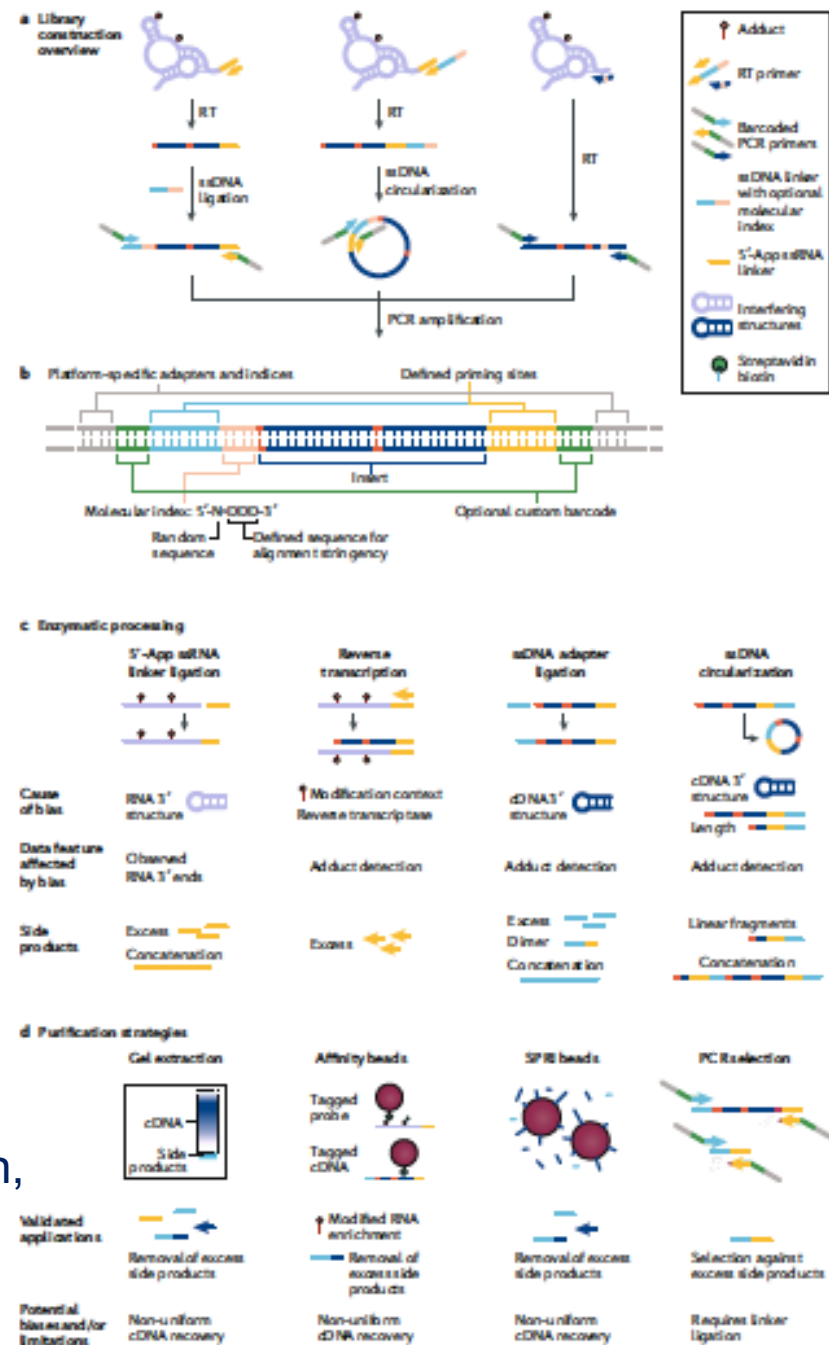 a Library
construction
overview
RT
RT
RT
ssDNA
ligation
ssDNA
circularization
PCR amplification
Adduct
RT primer
Barcoded
PCR primers
ssDNA linker
with optional
molecular
index
5′-App ssRNA
linker
Interfering
structures
Streptavidin
biotin
b Platform-specific adapters and indices
Defined priming sites
Insert
Molecular index: 5′-N-DDD-3′
Optional custom barcode
Random
sequence
Defined sequence for
alignment stringency
c Enzymatic processing
5′-App ssRNA
linker ligation
Reverse
transcription
ssDNA adapter
ligation
ssDNA
circularization
Cause
of bias
RNA 3′
structure
Modification context
Reverse transcriptase
cDNA 3′
structure
cDNA 3′
structure
Length
Data feature
affected
by bias
Observed
RNA 3′ ends
Adduct detection
Adduct detection
Adduct detection
Side
products
Excess
Concatenation
Excess
Excess
Dimer
Concatenation
Linear fragments
Concatenation
d Purification strategies
Gel extraction
Affinity beads
SPRI beads
PCR selection
cDNA
Side
products
Tagged
probe
Tagged
cDNA
n,
Validated
applications
Removal of excess
side products
Modified RNA
enrichment
Removal of
excess side
products
Removal of excess
side products
Selection against
excess side products
Potential
biases and/or
limitations
Non-uniform
cDNA recovery
Non-uniform
cDNA recovery
Non-uniform
cDNA recovery
Requires linker
ligation